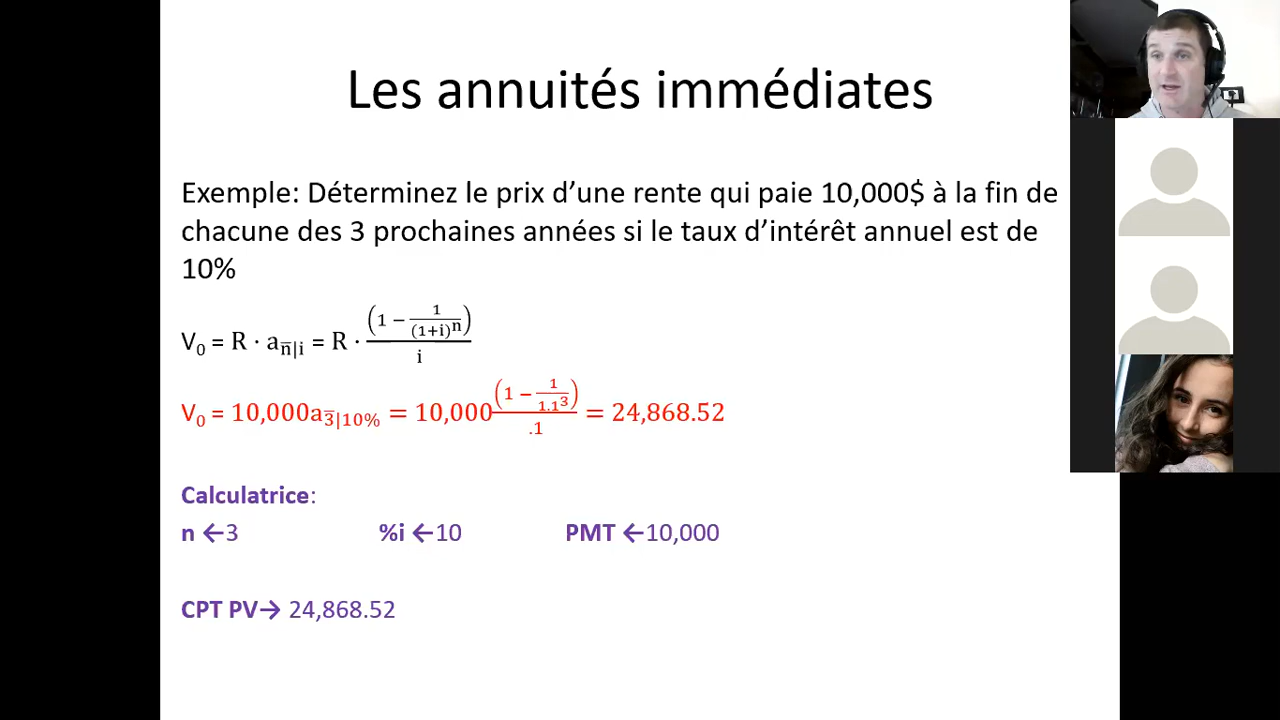 Les annuités immédiates
Exemple: Déterminez le prix d’une rente qui paie 10,000$ à la fin de
chacune des 3 prochaines années si le taux d’intérêt annuel est de
10%
V₀ = R · a_{n̅|i} = R · (1 − 1/(1+i)ⁿ)/i
V₀ = 10,000a_{3̅|10%} = 10,000(1 − 1/1.1³)/.1 = 24,868.52
Calculatrice:
n ←3 %i ←10 PMT ←10,000
CPT PV→ 24,868.52